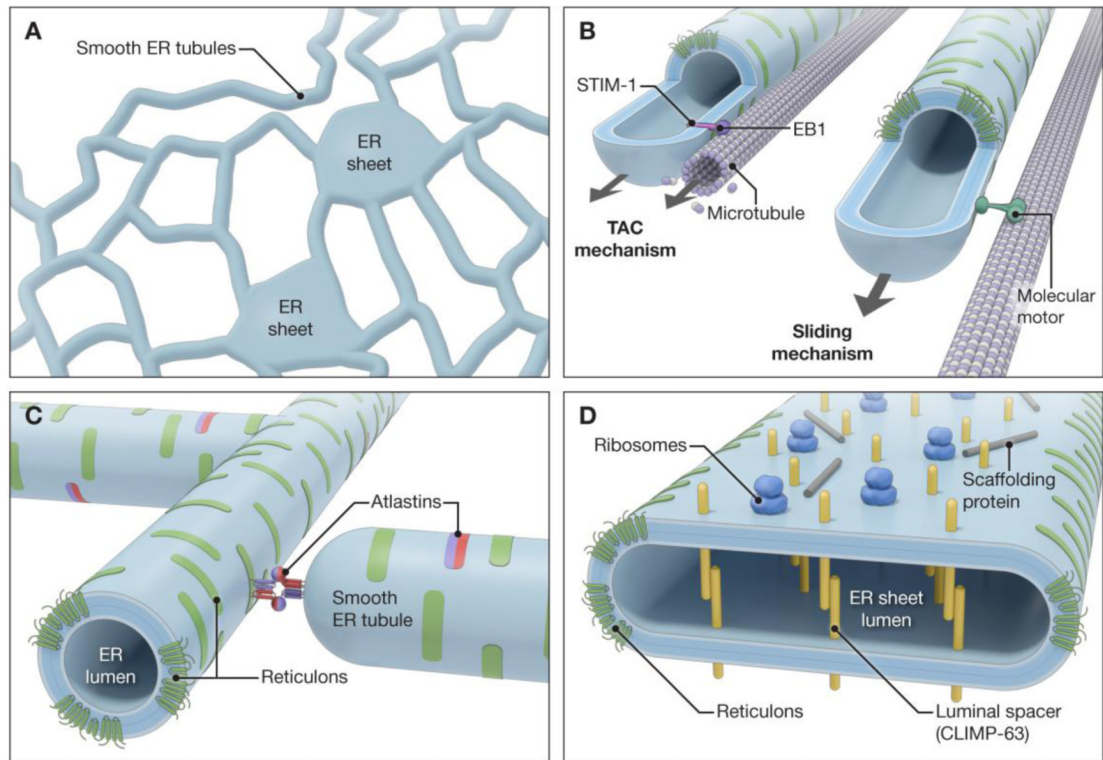 A
Smooth ER tubules
ER
sheet
ER
sheet
B
STIM-1
EB1
Microtubule
TAC
mechanism
Molecular
motor
Sliding
mechanism
C
Atlastins
Smooth
ER tubule
ER
lumen
Reticulons
D
Ribosomes
Scaffolding
protein
ER sheet
lumen
Reticulons
Luminal spacer
(CLIMP-63)